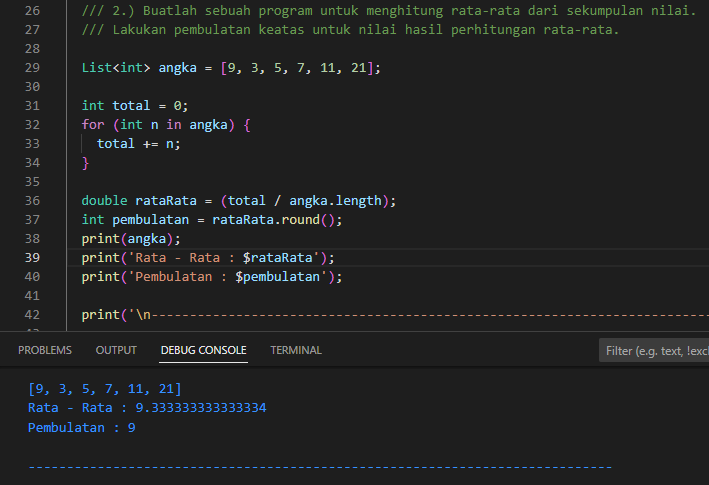 26 /// 2.) Buatlah sebuah program untuk menghitung rata-rata dari sekumpulan nilai.
27 /// Lakukan pembulatan keatas untuk nilai hasil perhitungan rata-rata.
28
29 List<int> angka = [9, 3, 5, 7, 11, 21];
30
31 int total = 0;
32 for (int n in angka) {
33 total += n;
34 }
35
36 double rataRata = (total / angka.length);
37 int pembulatan = rataRata.round();
38 print(angka);
39 print('Rata - Rata : $rataRata');
40 print('Pembulatan : $pembulatan');
41
42 print('\n--------------------------------------------------------------------------
PROBLEMS OUTPUT DEBUG CONSOLE TERMINAL Filter (e.g. text, !exc
[9, 3, 5, 7, 11, 21]
Rata - Rata : 9.333333333333334
Pembulatan : 9
----------------------------------------------------------------------------